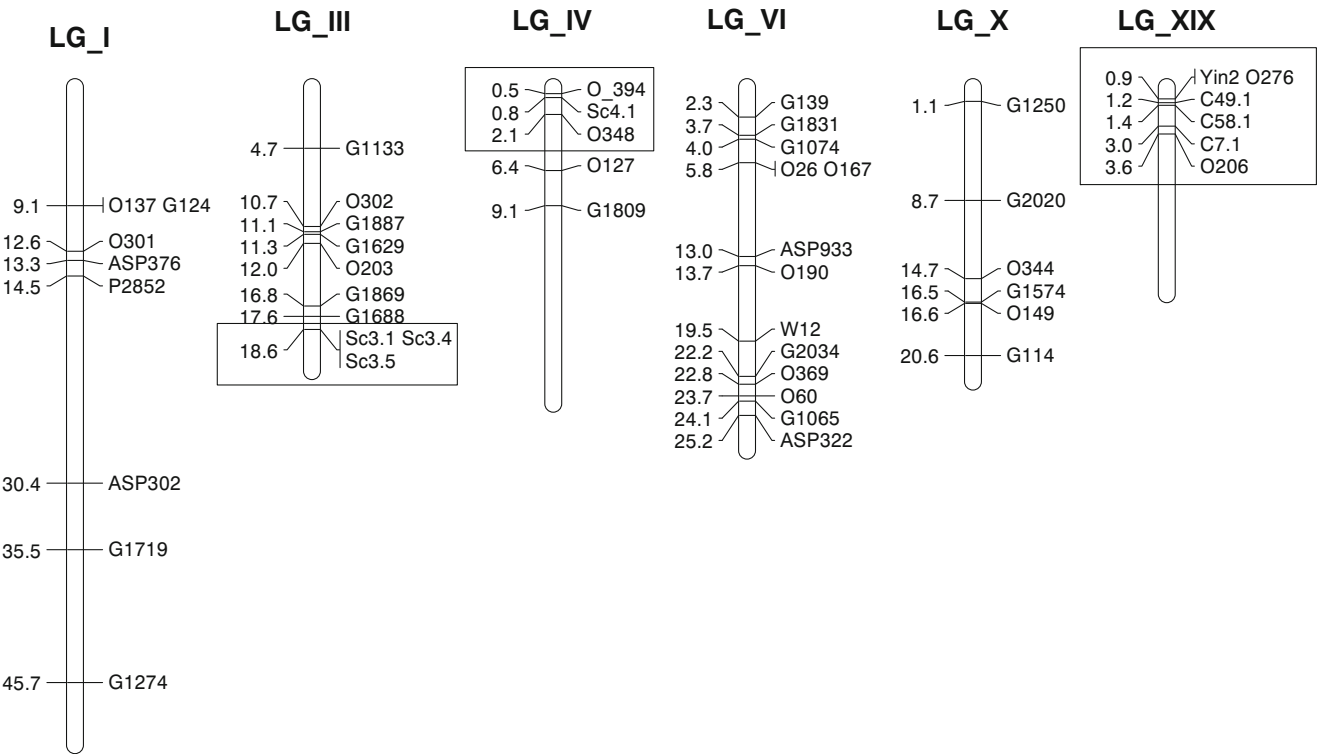 LG_I
9.1 O137 G124
12.6 O301
13.3 ASP376
14.5 P2852
30.4 ASP302
35.5 G1719
45.7 G1274
LG_III
4.7 G1133
10.7 O302
11.1 G1887
11.3 G1629
12.0 O203
16.8 G1869
17.6 G1688
18.6 Sc3.1 Sc3.4
Sc3.5
LG_IV
0.5 O_394
0.8 Sc4.1
2.1 O348
6.4 O127
9.1 G1809
LG_VI
2.3 G139
3.7 G1831
4.0 G1074
5.8 O26 O167
13.0 ASP933
13.7 O190
19.5 W12
22.2 G2034
22.8 O369
23.7 O60
24.1 G1065
25.2 ASP322
LG_X
1.1 G1250
8.7 G2020
14.7 O344
16.5 G1574
16.6 O149
20.6 G114
LG_XIX
0.9 Yin2 O276
1.2 C49.1
1.4 C58.1
3.0 C7.1
3.6 O206